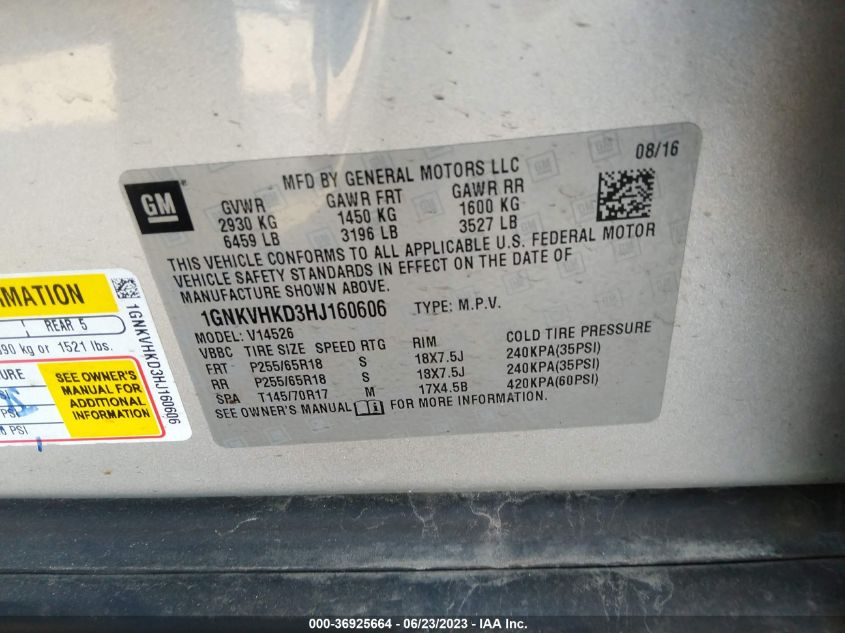 GM
MFD BY GENERAL MOTORS LLC
08/16
GVWR GAWR FRT GAWR RR
2930 KG 1450 KG 1600 KG
6459 LB 3196 LB 3527 LB
THIS VEHICLE CONFORMS TO ALL APPLICABLE U.S. FEDERAL MOTOR
VEHICLE SAFETY STANDARDS IN EFFECT ON THE DATE OF
MANUFACTURE SHOWN ABOVE.
1GNKVHKD3HJ160606 TYPE: M.P.V.
MODEL: V14526
VBBC TIRE SIZE SPEED RTG RIM COLD TIRE PRESSURE
FRT P255/65R18 S 18X7.5J 240KPA(35PSI)
RR P255/65R18 S 18X7.5J 240KPA(35PSI)
SPA T145/70R17 M 17X4.5B 420KPA(60PSI)
SEE OWNER'S MANUAL FOR MORE INFORMATION.
RMATION
REAR 5
90 kg or 1521 lbs.
URE
SEE OWNER'S
MANUAL FOR
ADDITIONAL
INFORMATION
PSI
PSI
1GNKVHKD3HJ160606
000-36925664 - 06/23/2023 - IAA Inc.